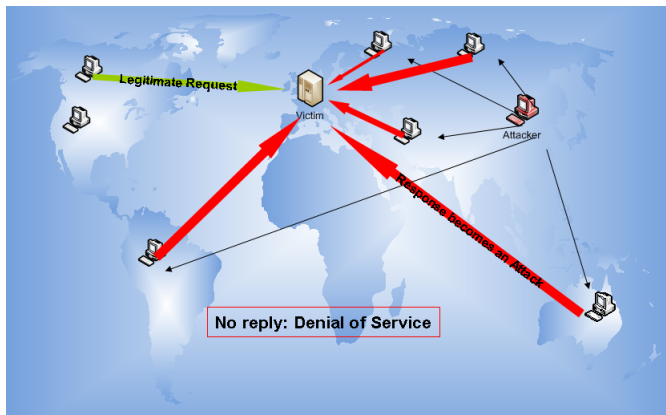 Legitimate Request
Victim
Attacker
Response becomes an Attack
No reply: Denial of Service